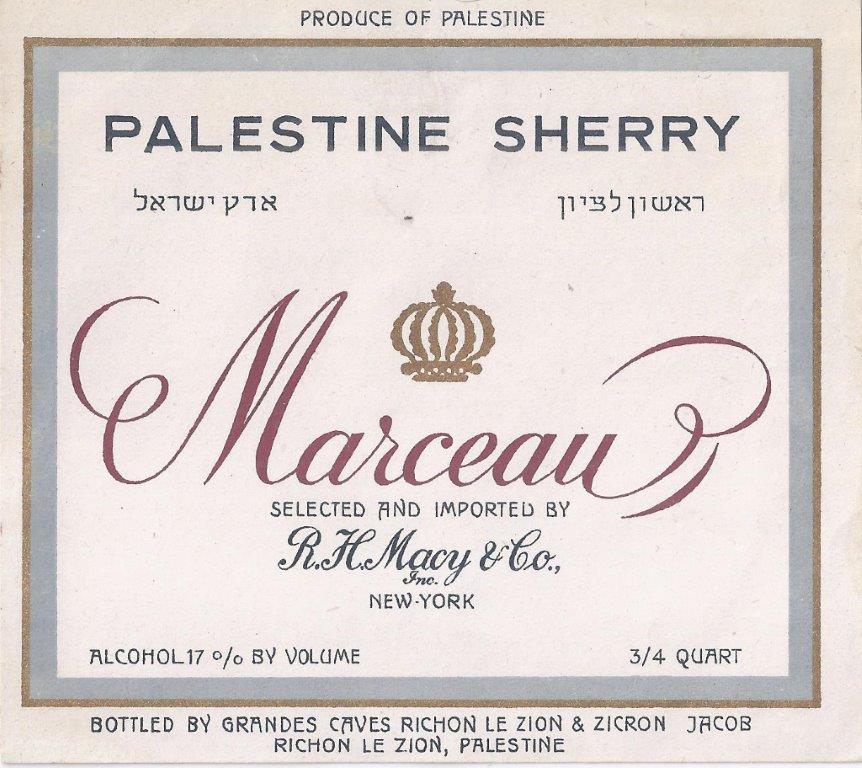 PRODUCE OF PALESTINE
PALESTINE SHERRY
ארץ ישראל ראשון לציון
Marceau
SELECTED AND IMPORTED BY
R.H. Macy & Co.,
Inc.
NEW-YORK
ALCOHOL 17 % BY VOLUME 3/4 QUART
BOTTLED BY GRANDES CAVES RICHON LE ZION & ZICRON JACOB
RICHON LE ZION, PALESTINE